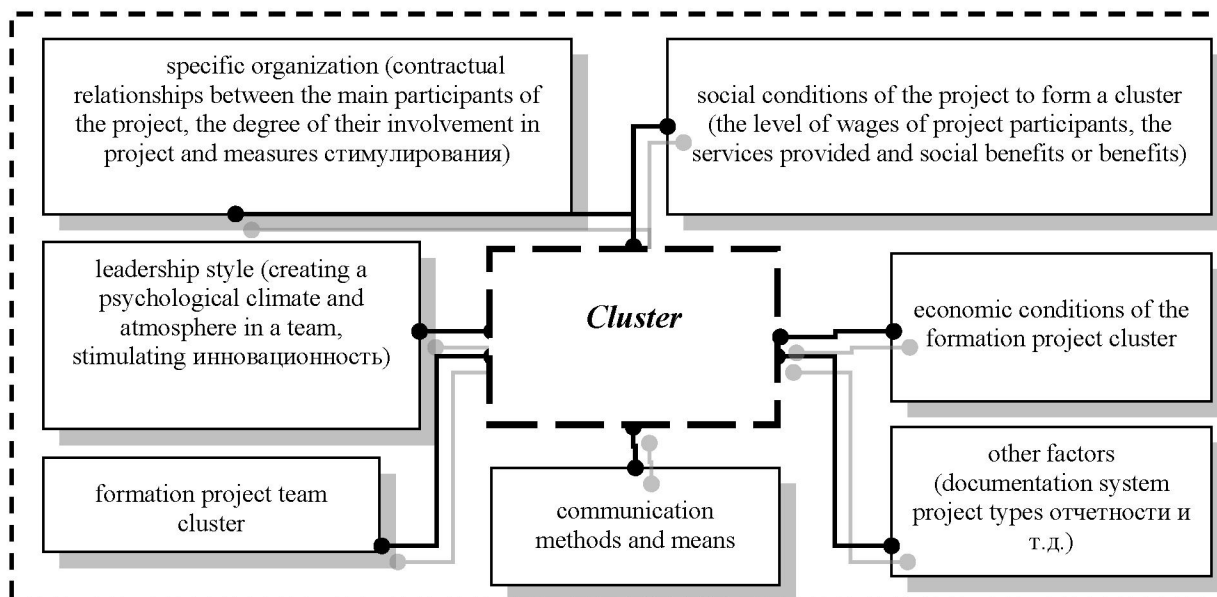 specific organization (contractual
relationships between the main participants of
the project, the degree of their involvement in
project and measures стимулирования)
social conditions of the project to form a cluster
(the level of wages of project participants, the
services provided and social benefits or benefits)
leadership style (creating a
psychological climate and
atmosphere in a team,
stimulating инновационность)
Cluster
economic conditions of the
formation project cluster
formation project team
cluster
communication
methods and means
other factors
(documentation system
project types отчетности и
т.д.)